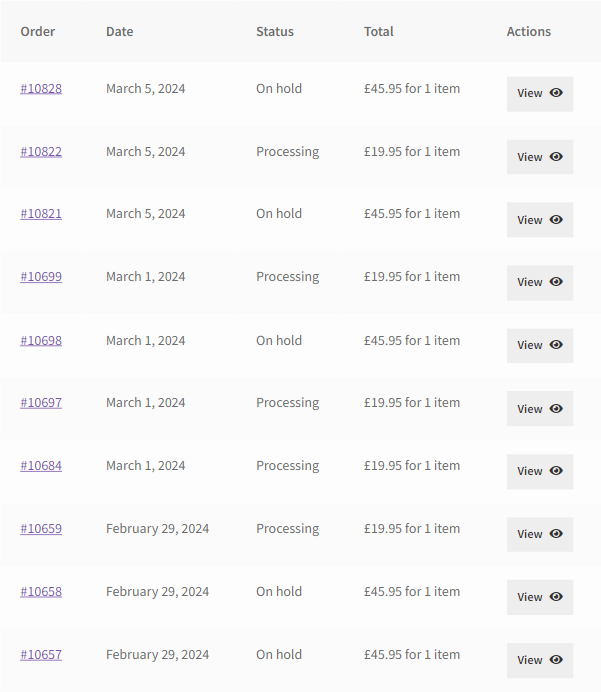 Order Date Status Total Actions
#10828 March 5, 2024 On hold £45.95 for 1 item View
#10822 March 5, 2024 Processing £19.95 for 1 item View
#10821 March 5, 2024 On hold £45.95 for 1 item View
#10699 March 1, 2024 Processing £19.95 for 1 item View
#10698 March 1, 2024 On hold £45.95 for 1 item View
#10697 March 1, 2024 Processing £19.95 for 1 item View
#10684 March 1, 2024 Processing £19.95 for 1 item View
#10659 February 29, 2024 Processing £19.95 for 1 item View
#10658 February 29, 2024 On hold £45.95 for 1 item View
#10657 February 29, 2024 On hold £45.95 for 1 item View